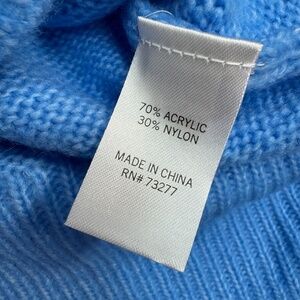 70% ACRYLIC
30% NYLON
MADE IN CHINA
RN# 73277